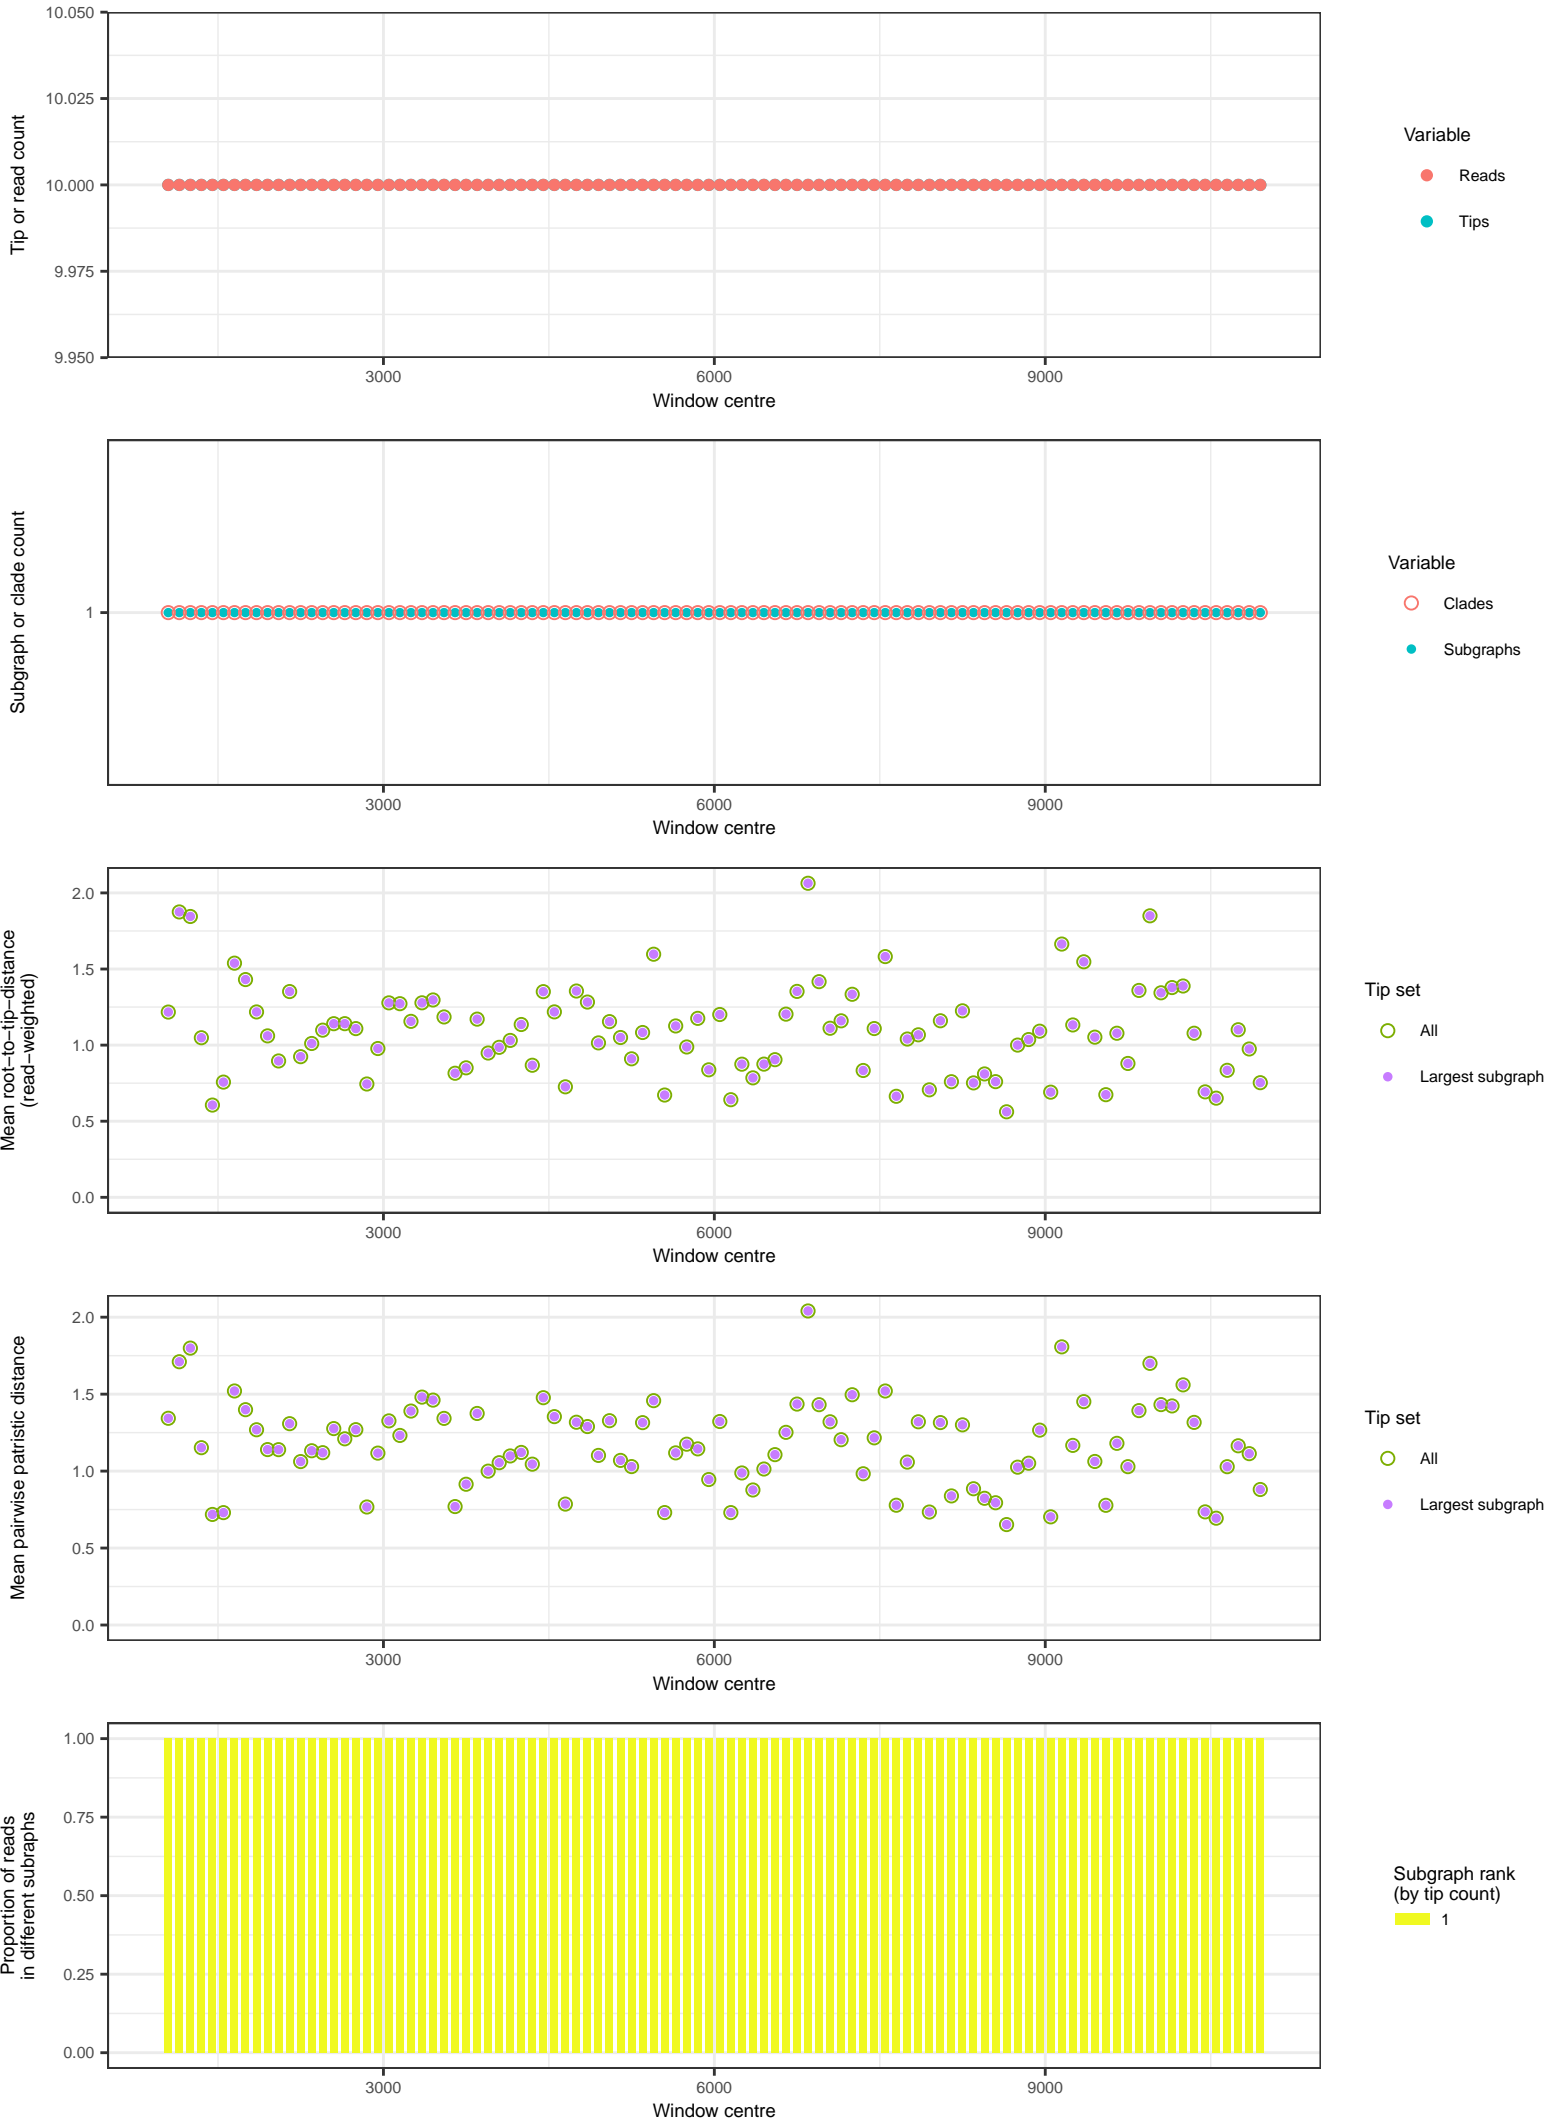 10.050
10.025
10.000
9.975
9.950
Tip or read count
3000
6000
9000
Window centre
Variable
Reads
Tips
Subgraph or clade count
1
3000
6000
9000
Window centre
Variable
Clades
Subgraphs
Mean root−to−tip−distance
(read−weighted)
2.0
1.5
1.0
0.5
0.0
3000
6000
9000
Window centre
Tip set
All
Largest subgraph
Mean pairwise patristic distance
2.0
1.5
1.0
0.5
0.0
3000
6000
9000
Window centre
Tip set
All
Largest subgraph
Proportion of reads
in different subraphs
1.00
0.75
0.50
0.25
0.00
3000
6000
9000
Window centre
Subgraph rank
(by tip count)
1